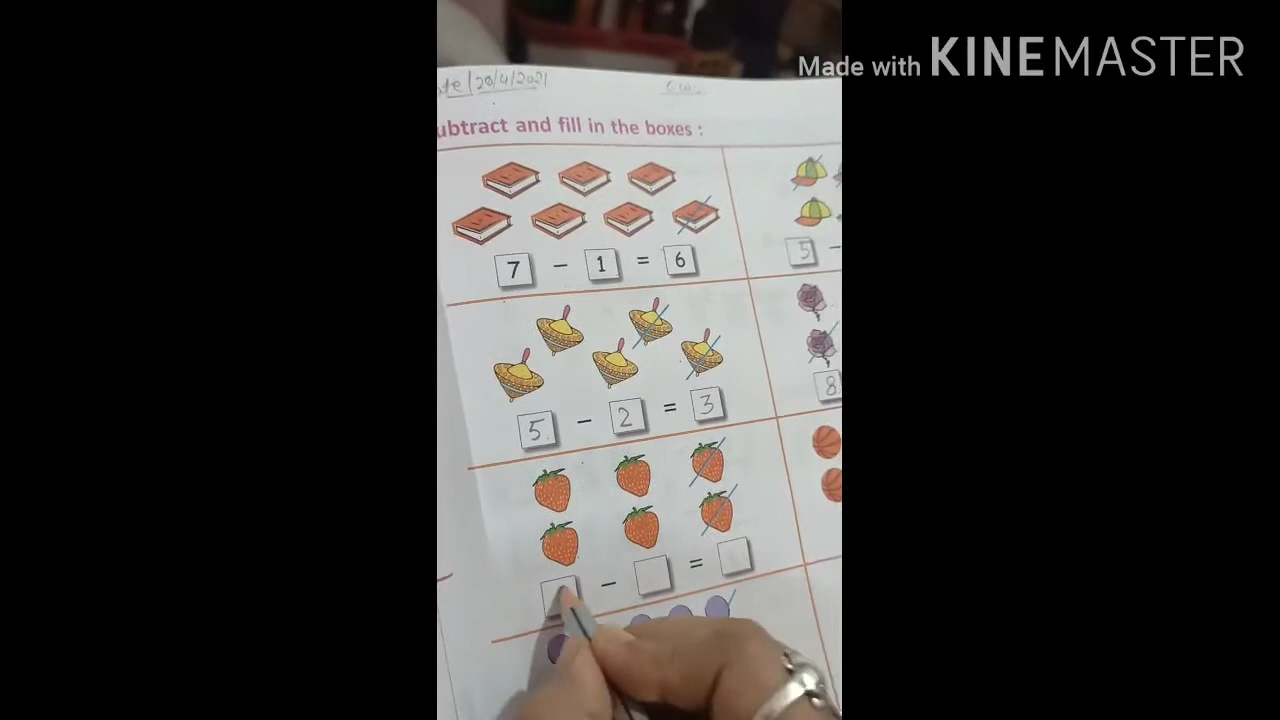 Made with KINEMASTER
te 20/4/2021
ubtract and fill in the boxes :
7 - 1 = 6
5 -
5 - 2 = 3
8
- =